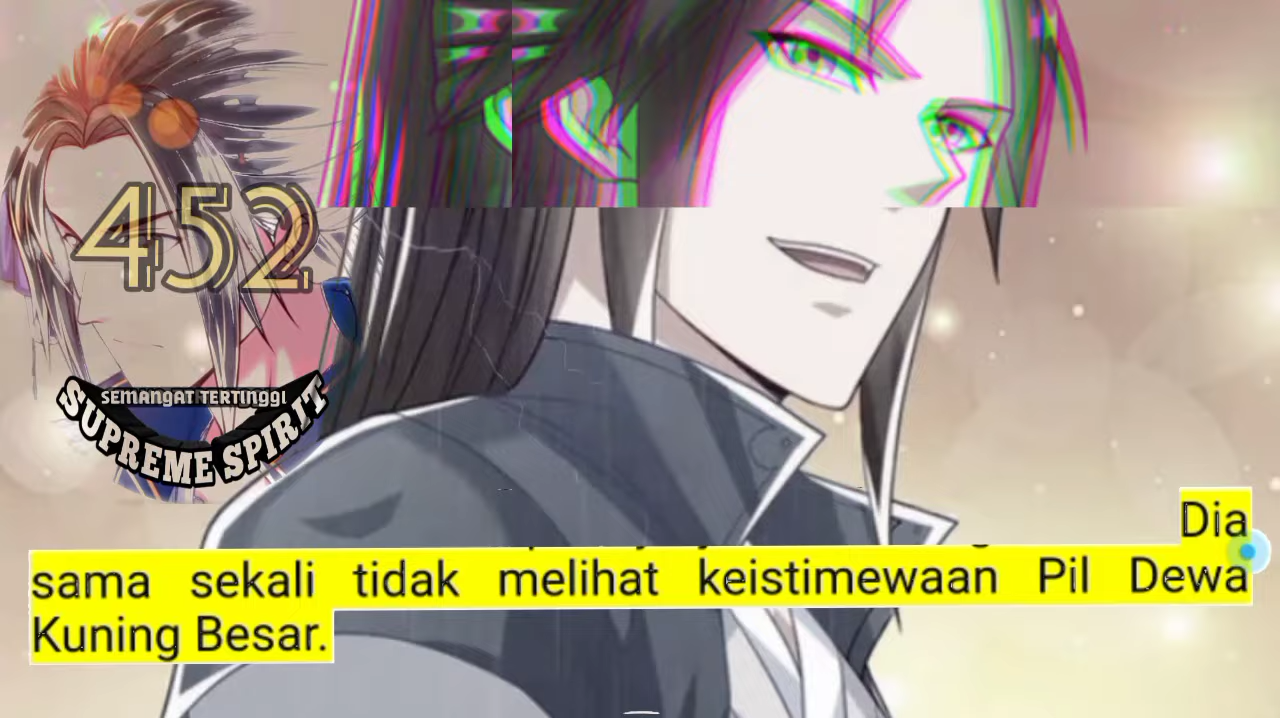 452
SEMANGAT TERTINGGI
SUPREME SPIRIT
Dia
sama sekali tidak melihat keistimewaan Pil Dewa
Kuning Besar.